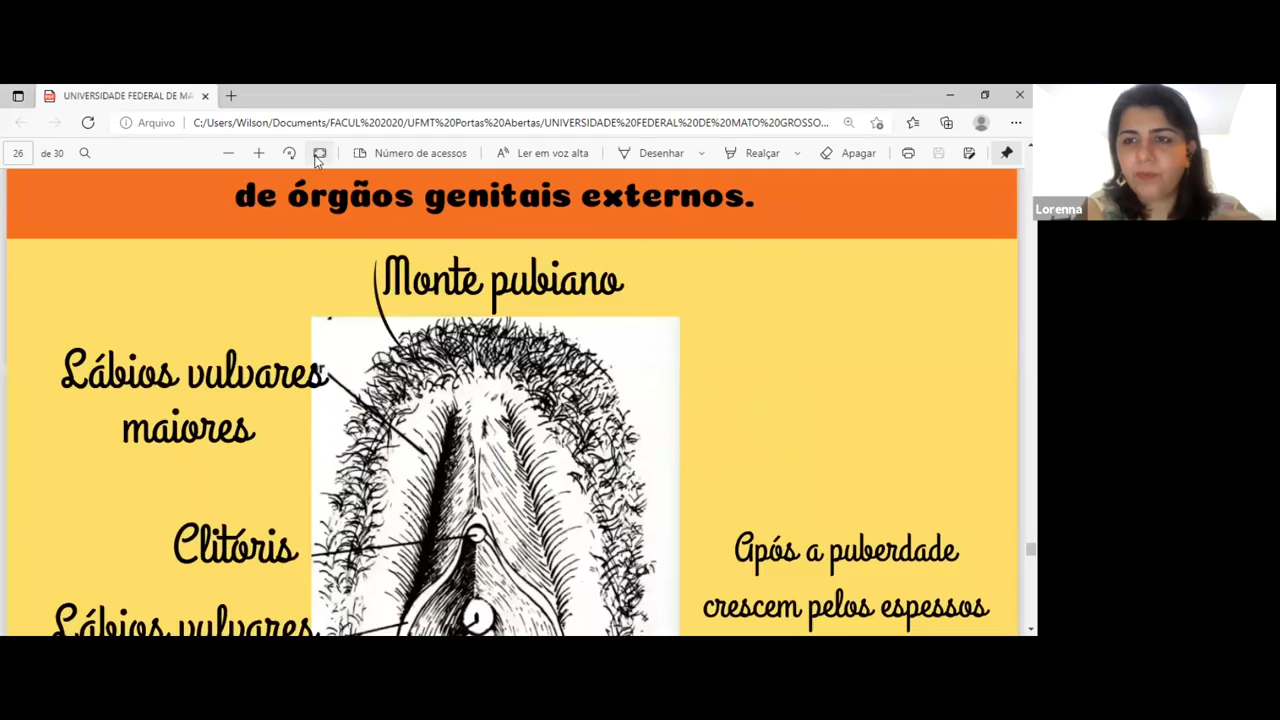 UNIVERSIDADE FEDERAL DE MA
Arquivo
C:/Users/Wilson/Documents/FACUL%202020/UFMT%20Portas%20Abertas/UNIVERSIDADE%20FEDERAL%20DE%20MATO%20GROSSO...
26 de 30
Número de acessos
Ler em voz alta
Desenhar
Realçar
Apagar
Lorenna
de órgãos genitais externos.
Monte pubiano
Lábios vulvares
maiores
Clitóris
Após a puberdade
crescem pelos espessos
Lábios vulvares